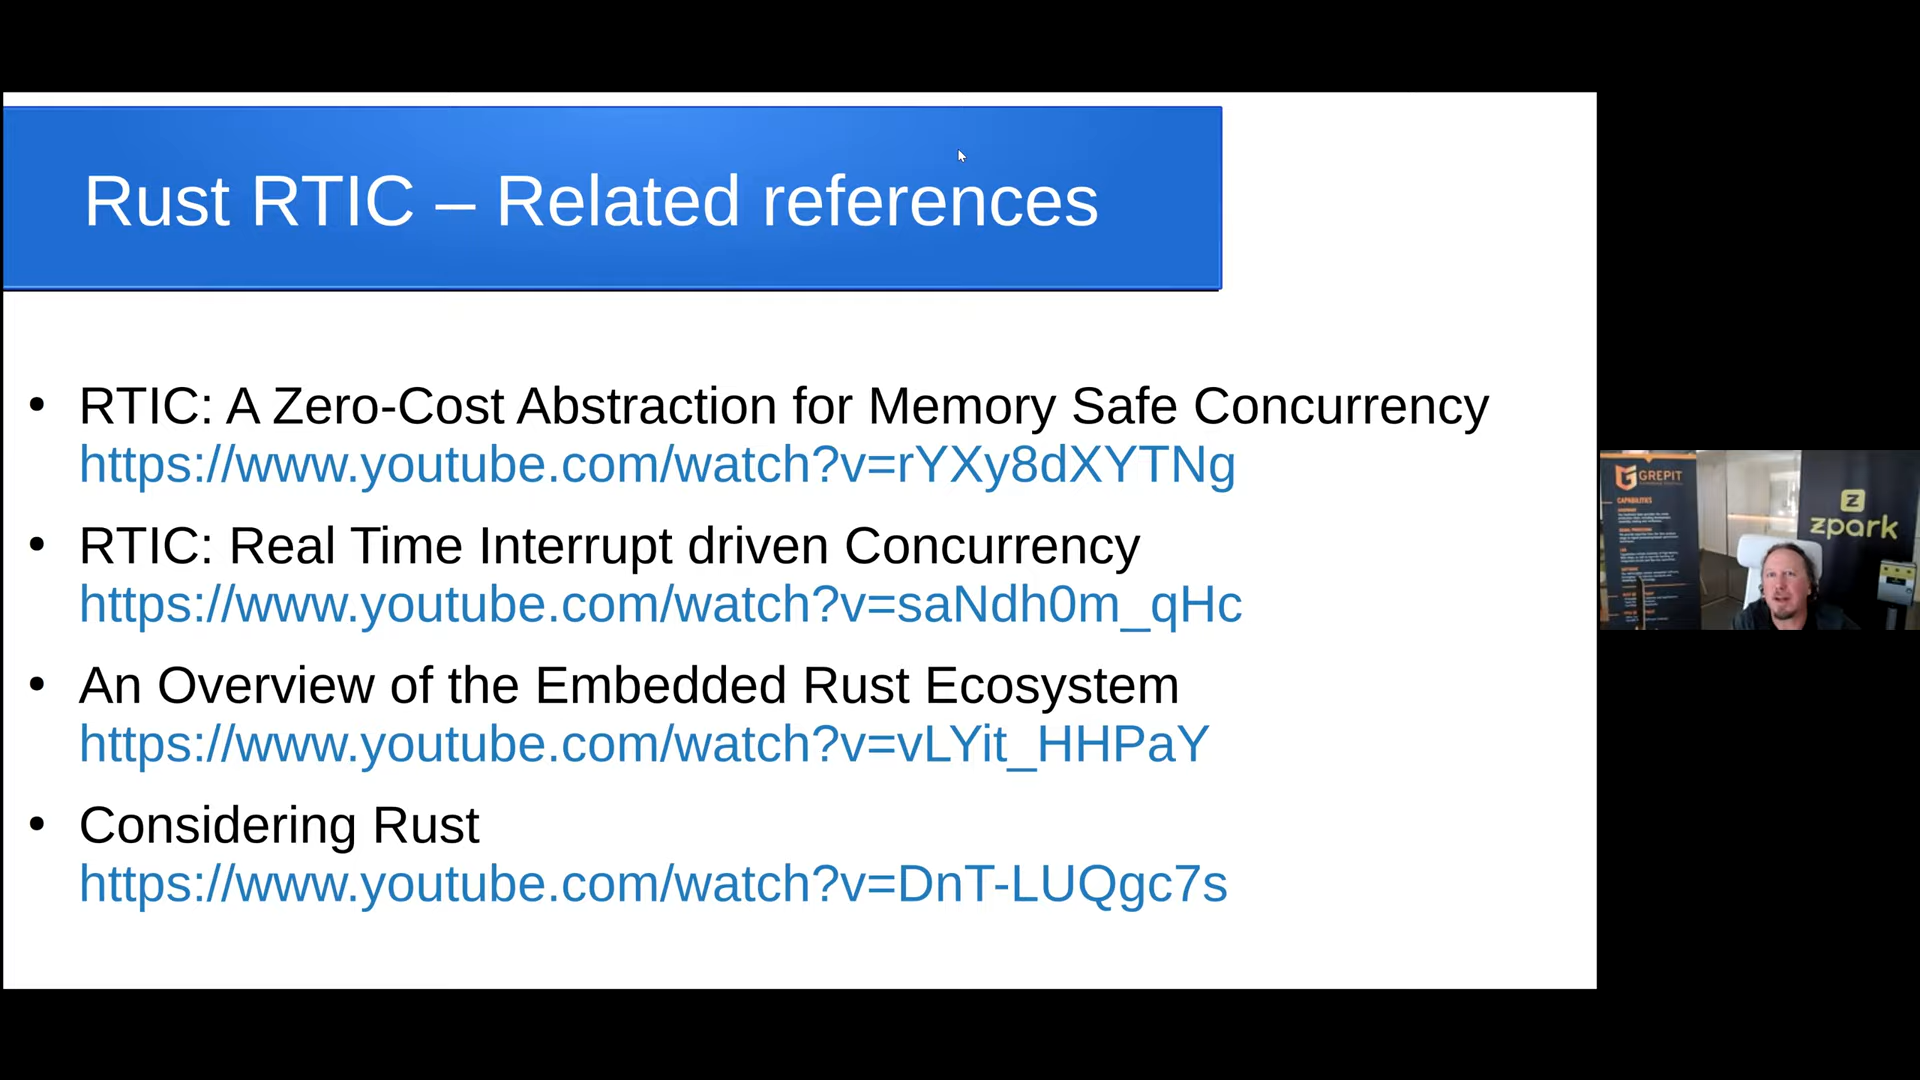 Rust RTIC – Related references
• RTIC: A Zero-Cost Abstraction for Memory Safe Concurrency
https://www.youtube.com/watch?v=rYXy8dXYTNg
• RTIC: Real Time Interrupt driven Concurrency
https://www.youtube.com/watch?v=saNdh0m_qHc
• An Overview of the Embedded Rust Ecosystem
https://www.youtube.com/watch?v=vLYit_HHPaY
• Considering Rust
https://www.youtube.com/watch?v=DnT-LUQgc7s
GREPIT
CAPABILITIES
z
zpark